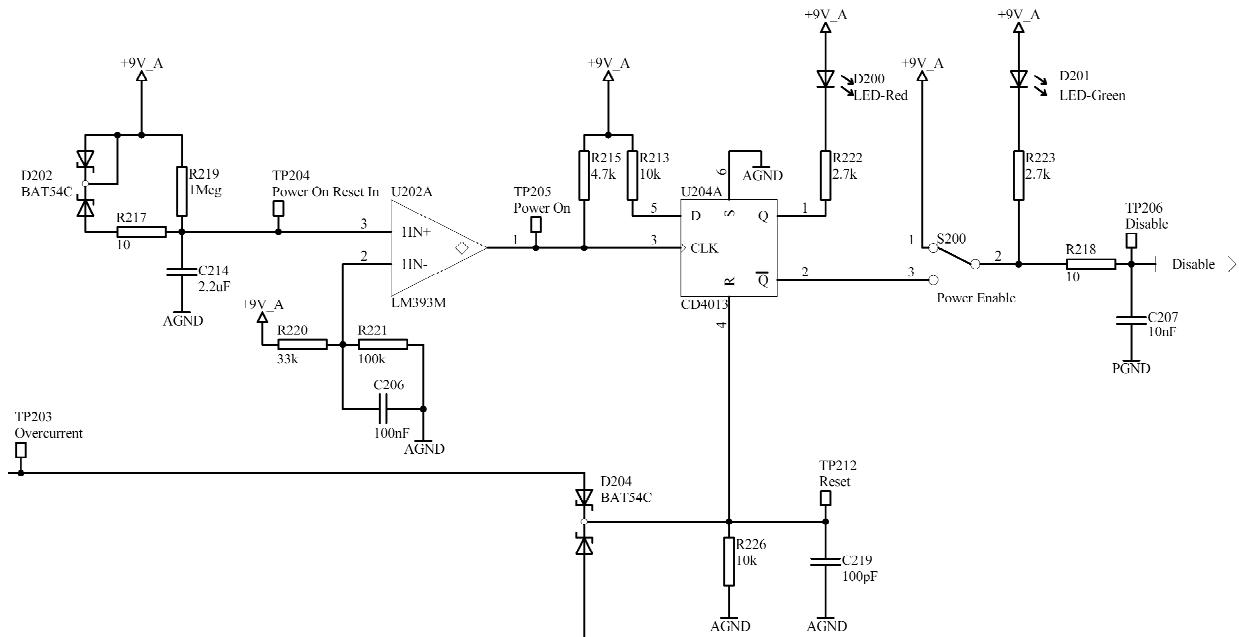 +9V_A
+9V_A
+9V_A
+9V_A
+9V_A
D200
LED-Red
D201
LED-Green
D202
BAT54C
R219
1Meg
TP204
Power On Reset In
U202A
TP205
Power On
R215
4.7k
R213
10k
6
AGND
U204A
R222
2.7k
R223
2.7k
R217
10
3
1IN+
2
1IN-
1
LM393M
5
D
S
Q
1
3
CLK
R
Q
2
CD4013
4
1
S200
2
3
Power Enable
TP206
Disable
R218
10
Disable
C214
2.2uF
AGND
+9V_A
R220
33k
R221
100k
C206
100nF
AGND
C207
10nF
PGND
TP203
Overcurrent
D204
BAT54C
TP212
Reset
R226
10k
C219
100pF
AGND
AGND